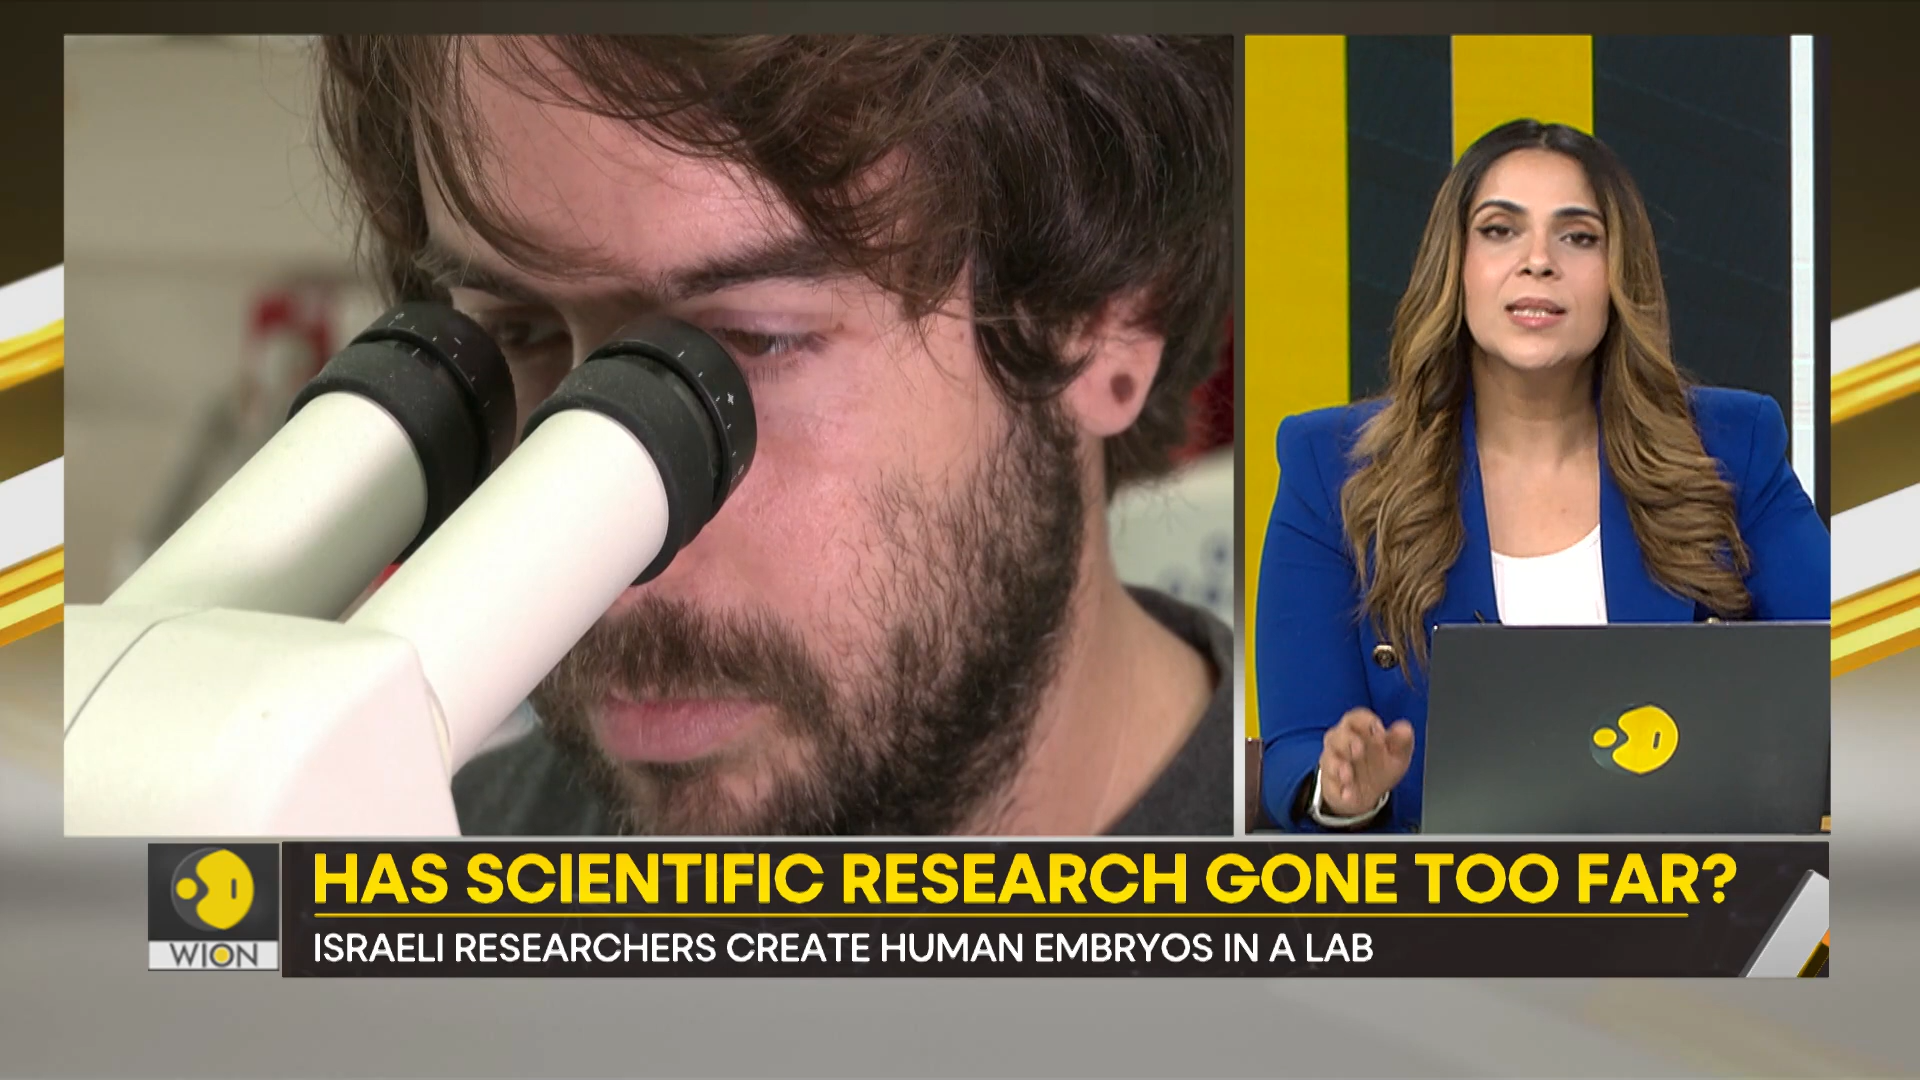 HAS SCIENTIFIC RESEARCH GONE TOO FAR?
WION
ISRAELI RESEARCHERS CREATE HUMAN EMBRYOS IN A LAB